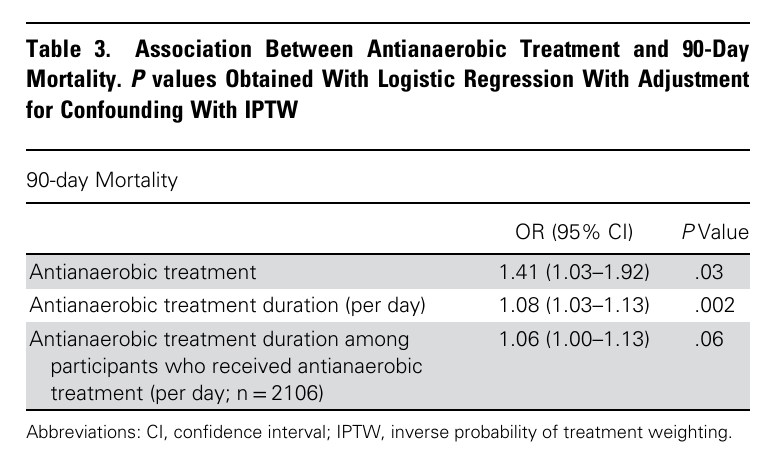 Table 3. Association Between Antianaerobic Treatment and 90-Day
Mortality. P values Obtained With Logistic Regression With Adjustment
for Confounding With IPTW
90-day Mortality
OR (95% CI) P Value
Antianaerobic treatment 1.41 (1.03–1.92) .03
Antianaerobic treatment duration (per day) 1.08 (1.03–1.13) .002
Antianaerobic treatment duration among 1.06 (1.00–1.13) .06
participants who received antianaerobic
treatment (per day; n = 2106)
Abbreviations: CI, confidence interval; IPTW, inverse probability of treatment weighting.